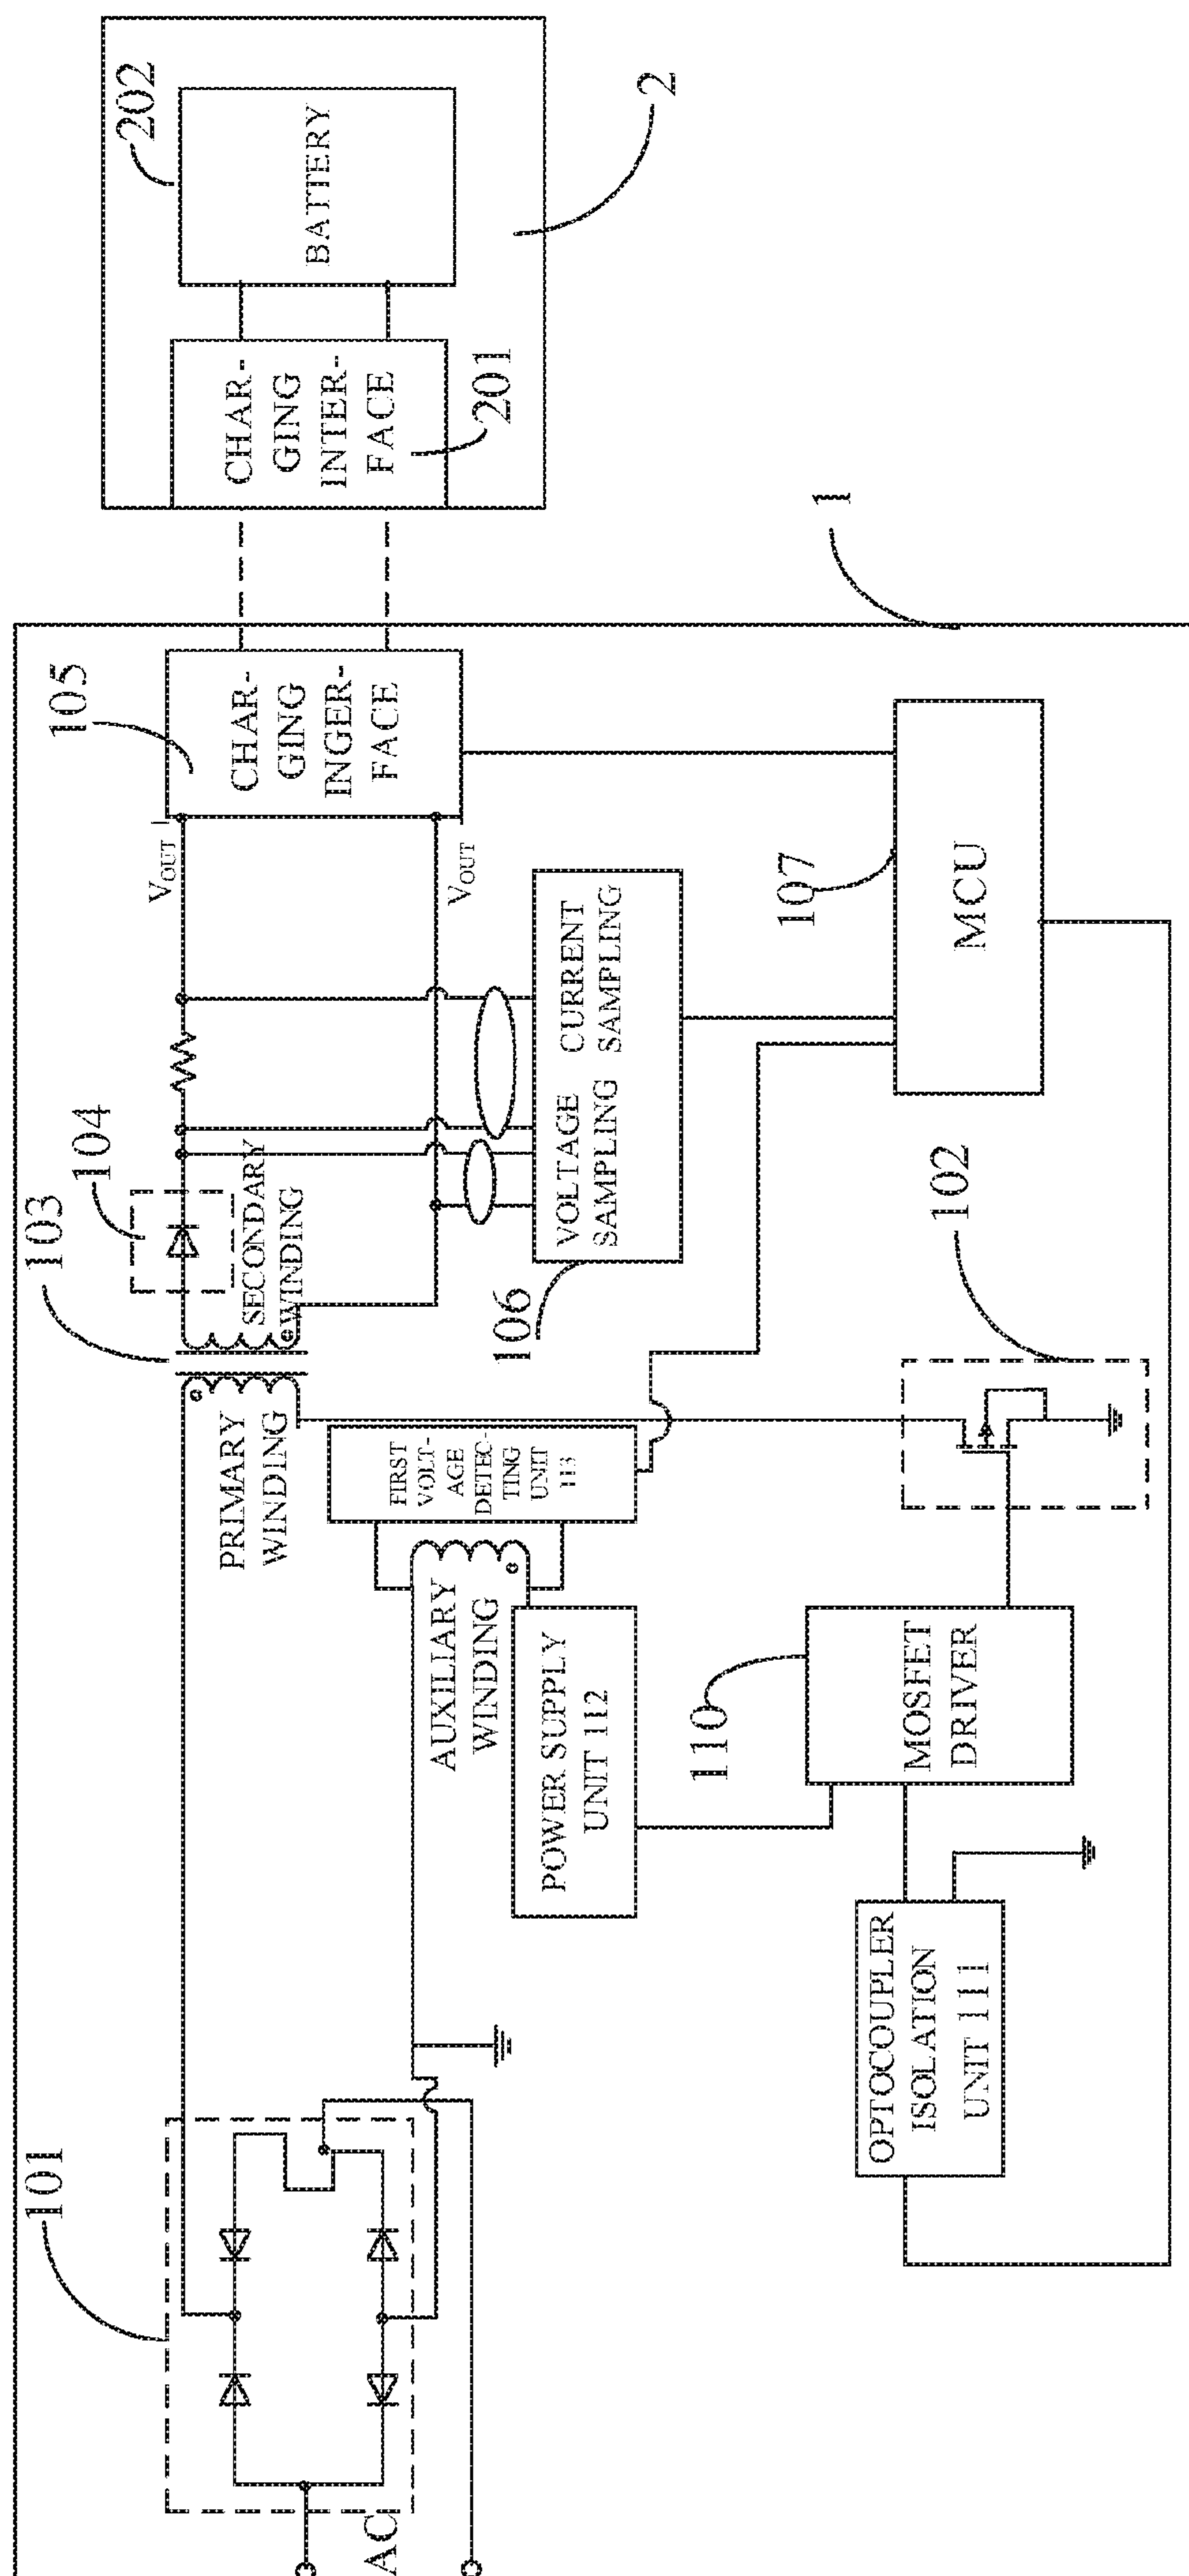 101
AC
PRIMARY
WINDING
103
104
SECONDARY
WINDING
VOUT
VOUT
105
CHAR-
GING
INGER-
FACE
CHAR-
GING
INTER-
FACE
201
202
BATTERY
2
1
FIRST
VOLT-
AGE
DETEC-
TING
UNIT
113
AUXILIARY
WINDING
POWER SUPPLY
UNIT 112
VOLTAGE
SAMPLING
CURRENT
SAMPLING
106
107
MCU
110
MOSFET
DRIVER
102
OPTOCOUPLER
ISOLATION
UNIT 111